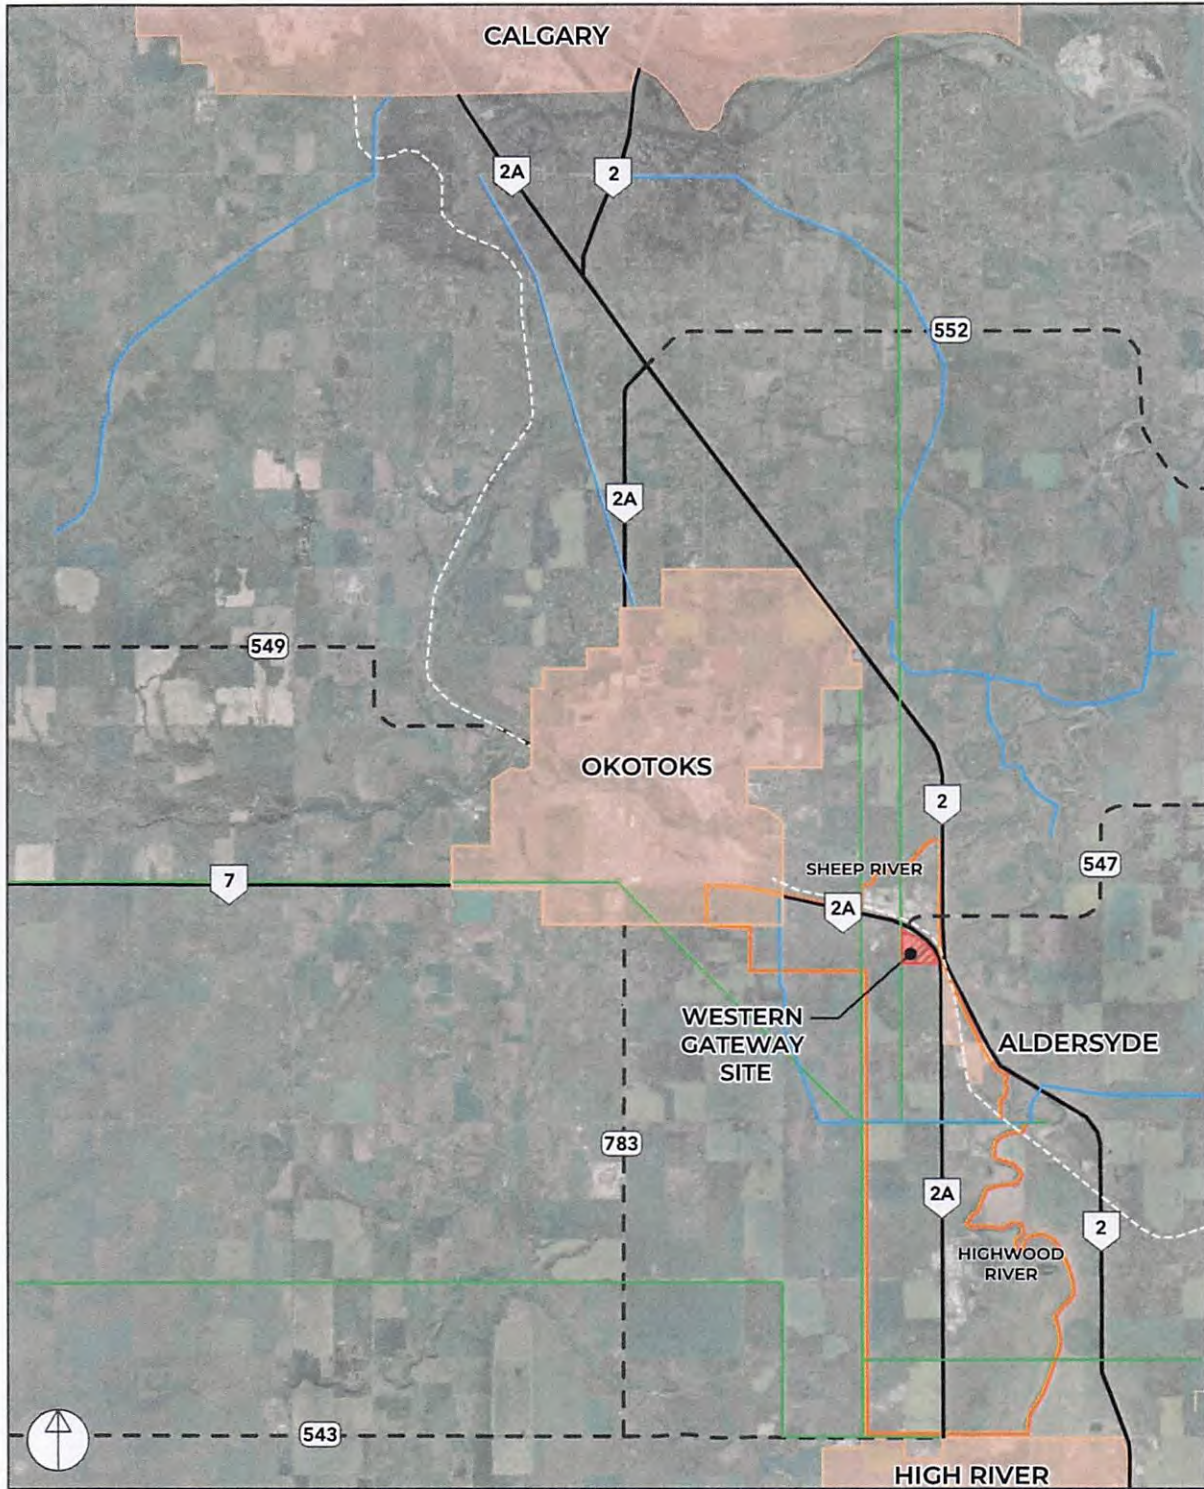 CALGARY
2A
2
552
2A
549
OKOTOKS
2
547
SHEEP RIVER
7
2A
WESTERN
GATEWAY
SITE
ALDERSYDE
783
2A
2
HIGHWOOD
RIVER
543
HIGH RIVER